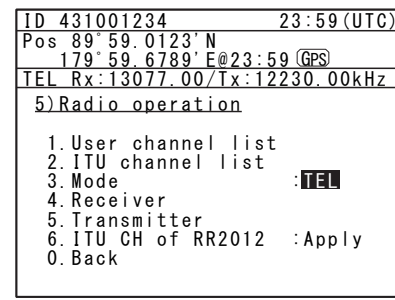 ID 431001234 23:59(UTC)
Pos 89°59.0123'N
179°59.6789'E@23:59 GPS
TEL Rx:13077.00/Tx:12230.00kHz
5)Radio operation
1.User channel list
2.ITU channel list
3.Mode :TEL
4.Receiver
5.Transmitter
6.ITU CH of RR2012 :Apply
0.Back